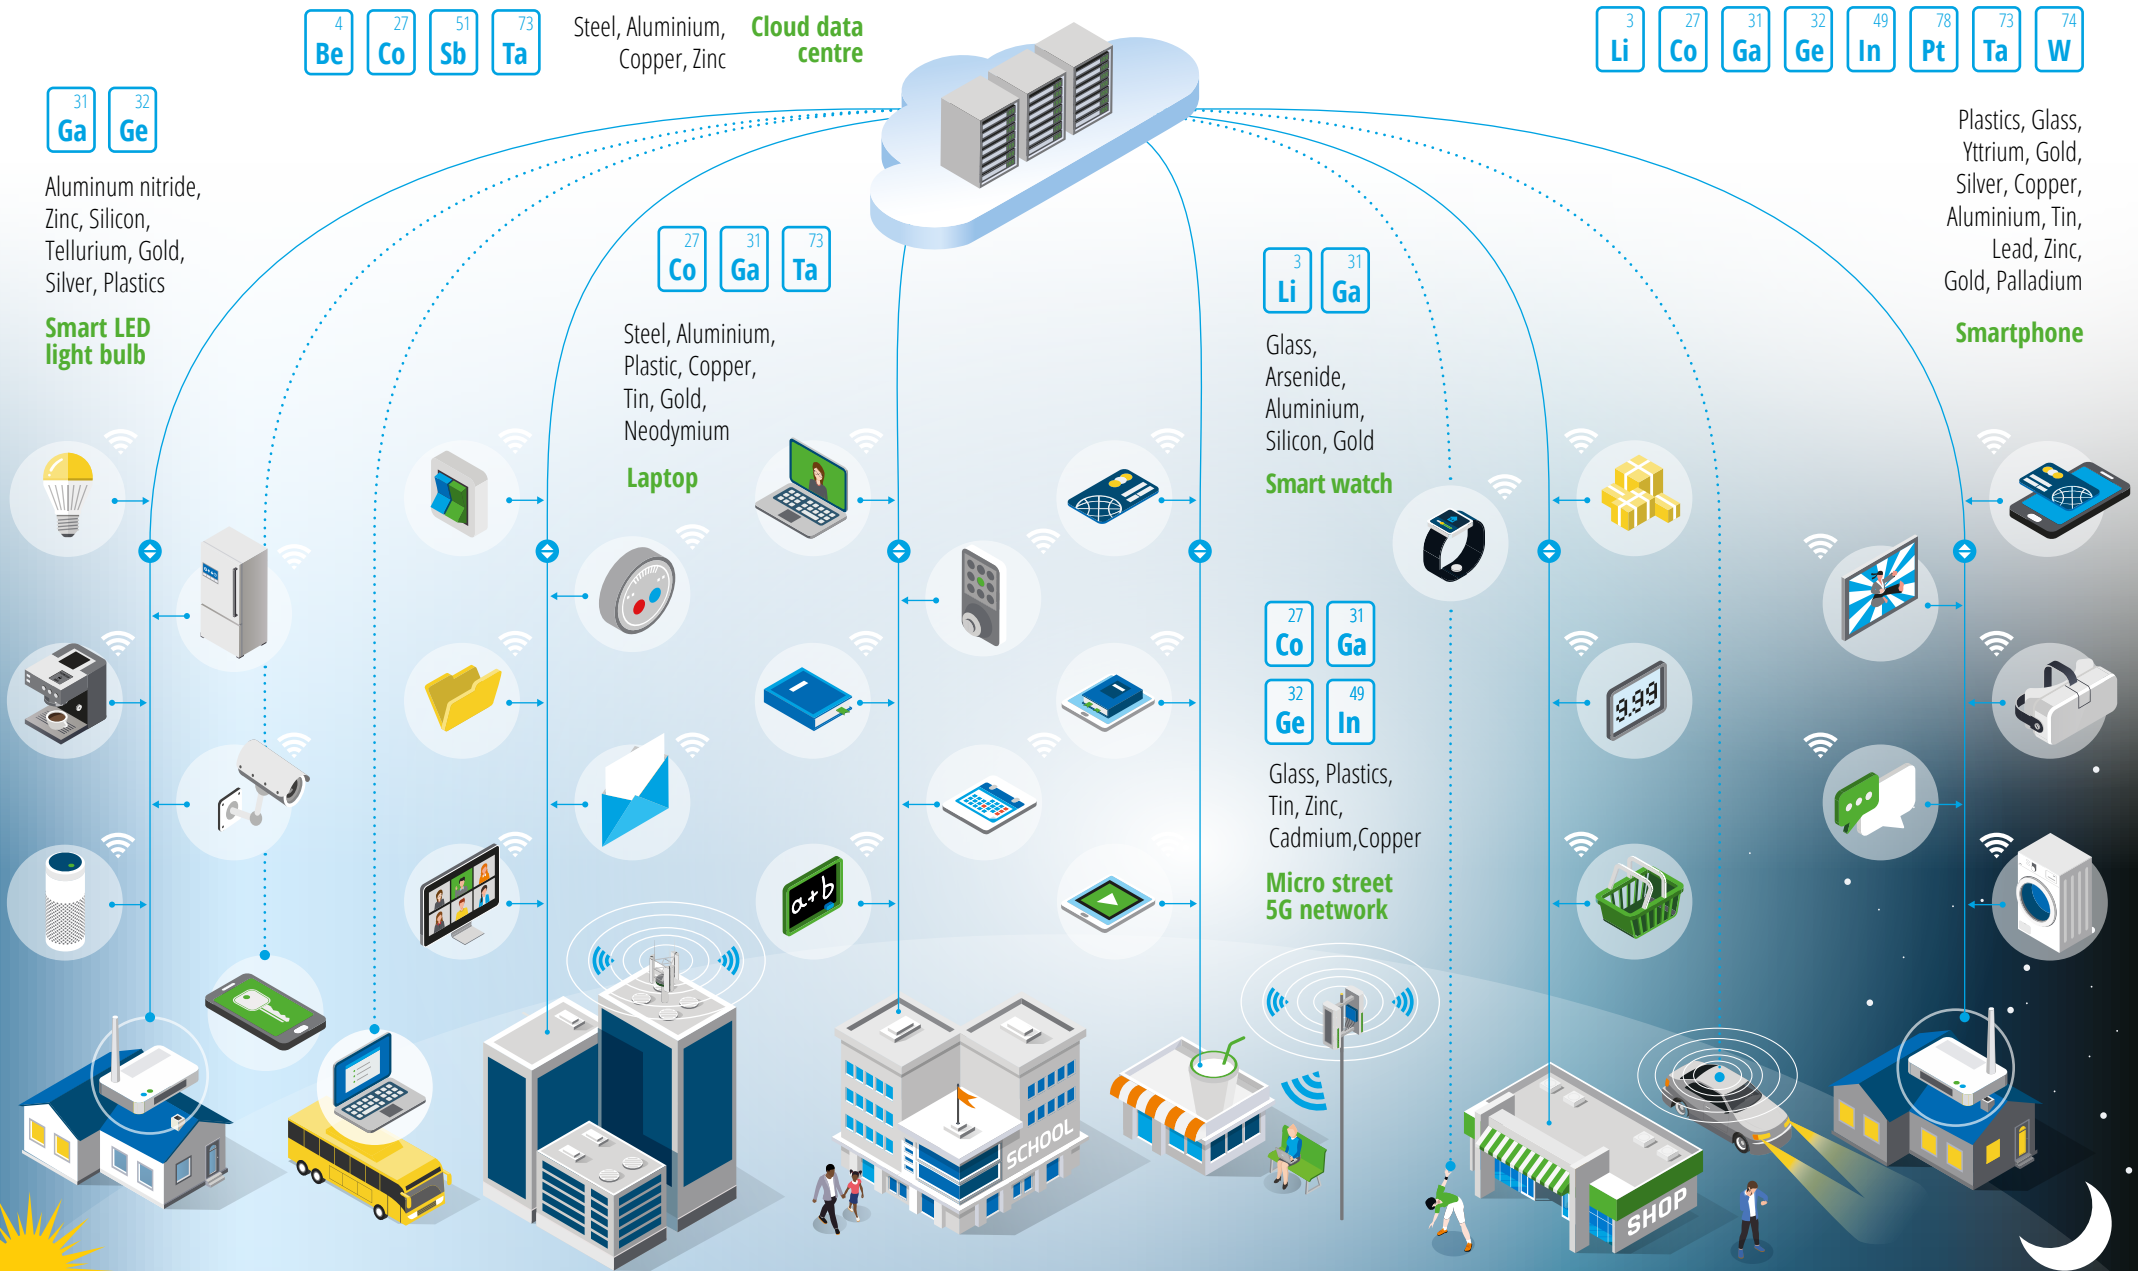 4
Be
27
Co
51
Sb
73
Ta
Steel, Aluminium,
Copper, Zinc
Cloud data
centre
3
Li
27
Co
31
Ga
32
Ge
49
In
78
Pt
73
Ta
74
W
31
Ga
32
Ge
Aluminum nitride,
Zinc, Silicon,
Tellurium, Gold,
Silver, Plastics
Smart LED
light bulb
Plastics, Glass,
Yttrium, Gold,
Silver, Copper,
Aluminium, Tin,
Lead, Zinc,
Gold, Palladium
Smartphone
27
Co
31
Ga
73
Ta
Steel, Aluminium,
Plastic, Copper,
Tin, Gold,
Neodymium
Laptop
3
Li
31
Ga
Glass,
Arsenide,
Aluminium,
Silicon, Gold
Smart watch
27
Co
31
Ga
32
Ge
49
In
Glass, Plastics,
Tin, Zinc,
Cadmium,Copper
Micro street
5G network
9.99
a+b
SCHOOL
SHOP